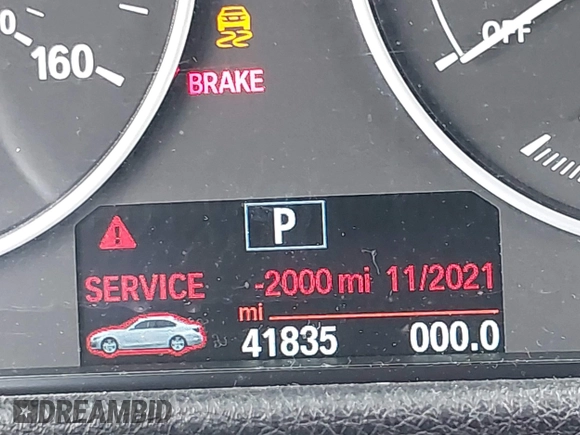 160
BRAKE
OFF
P
SERVICE -2000 mi 11/2021
mi
41835 000.0
DREAMBID